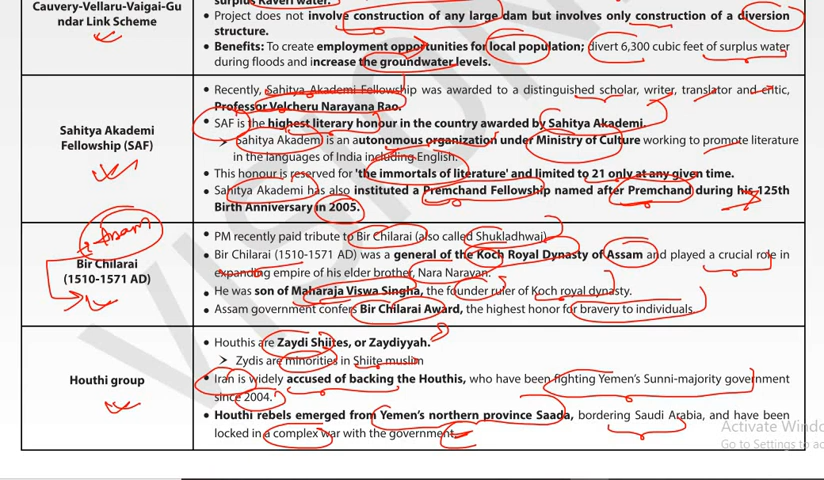 surplus Kaveri water.
Cauvery-Vellaru-Vaigai-Gu
ndar Link Scheme
• Project does not involve construction of any large dam but involves only construction of a diversion
structure.
• Benefits: To create employment opportunities for local population; divert 6,300 cubic feet of surplus water
during floods and increase the groundwater levels.
Sahitya Akademi
Fellowship (SAF)
• Recently, Sahitya Akademi Fellowship was awarded to a distinguished scholar, writer, translator and critic,
Professor Velcheru Narayana Rao.
• SAF is the highest literary honour in the country awarded by Sahitya Akademi.
➤ Sahitya Akademi is an autonomous organization under Ministry of Culture working to promote literature
in the languages of India including English.
• This honour is reserved for 'the immortals of literature' and limited to 21 only at any given time.
• Sahitya Akademi has also instituted a Premchand Fellowship named after Premchand during his 125th
Birth Anniversary in 2005.
Assam
Bir Chilarai
(1510-1571 AD)
• PM recently paid tribute to Bir Chilarai (also called Shukladhwaj)
• Bir Chilarai (1510-1571 AD) was a general of the Koch Royal Dynasty of Assam and played a crucial role in
expanding empire of his elder brother, Nara Narayan.
• He was son of Maharaja Viswa Singha, the founder ruler of Koch royal dynasty.
• Assam government confers Bir Chilarai Award, the highest honor for bravery to individuals.
Houthi group
• Houthis are Zaydi Shiites, or Zaydiyyah.
➤ Zydis are minorities in Shiite muslim
• Iran is widely accused of backing the Houthis, who have been fighting Yemen's Sunni-majority government
since 2004.
• Houthi rebels emerged from Yemen's northern province Saada, bordering Saudi Arabia, and have been
locked in a complex war with the government.
Activate Windo
Go to Settings to ac
VISION